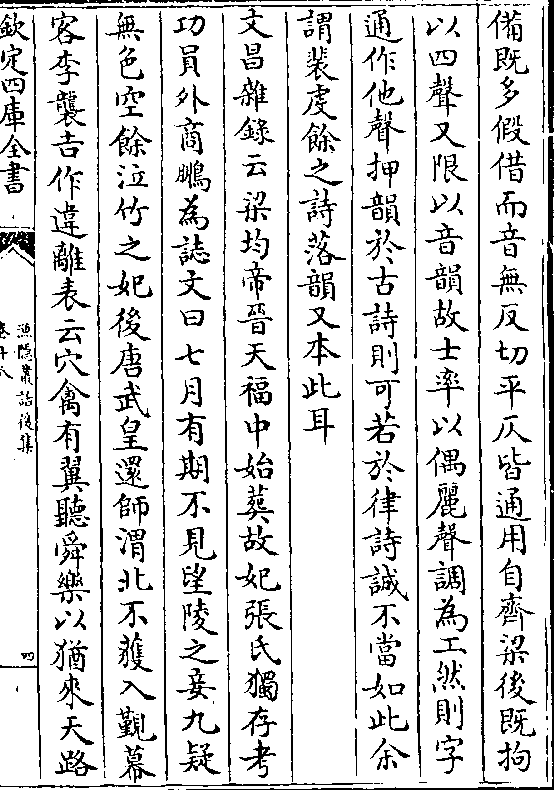 備既多假借而音無反切平仄皆通用自齊梁後既拘
以四聲又限以音韻故士率以偶麗聲調為工然則字
通作他聲押韻於古詩則可若於律詩誠不當如此余
謂裴虔餘之詩落韻又本此耳
文昌雜錄云梁均帝晉天福中始葬故妃張氏獨存考
功員外商鵬為誌文曰七月有期不見望陵之妾九疑
無色空餘泣竹之妃後唐武皇還師渭北不獲入覲幕
客李襲吉作違離表云穴禽有翼聽舜樂以猶來天路
欽定四庫全書
漁隱叢話後集
卷十八
四